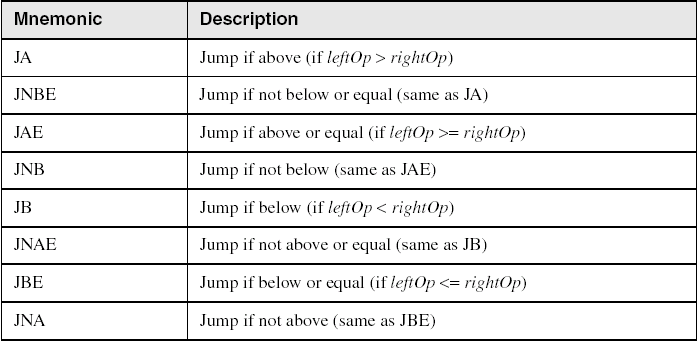 Mnemonic Description
JA Jump if above (if leftOp > rightOp)
JNBE Jump if not below or equal (same as JA)
JAE Jump if above or equal (if leftOp >= rightOp)
JNB Jump if not below (same as JAE)
JB Jump if below (if leftOp < rightOp)
JNAE Jump if not above or equal (same as JB)
JBE Jump if below or equal (if leftOp <= rightOp)
JNA Jump if not above (same as JBE)